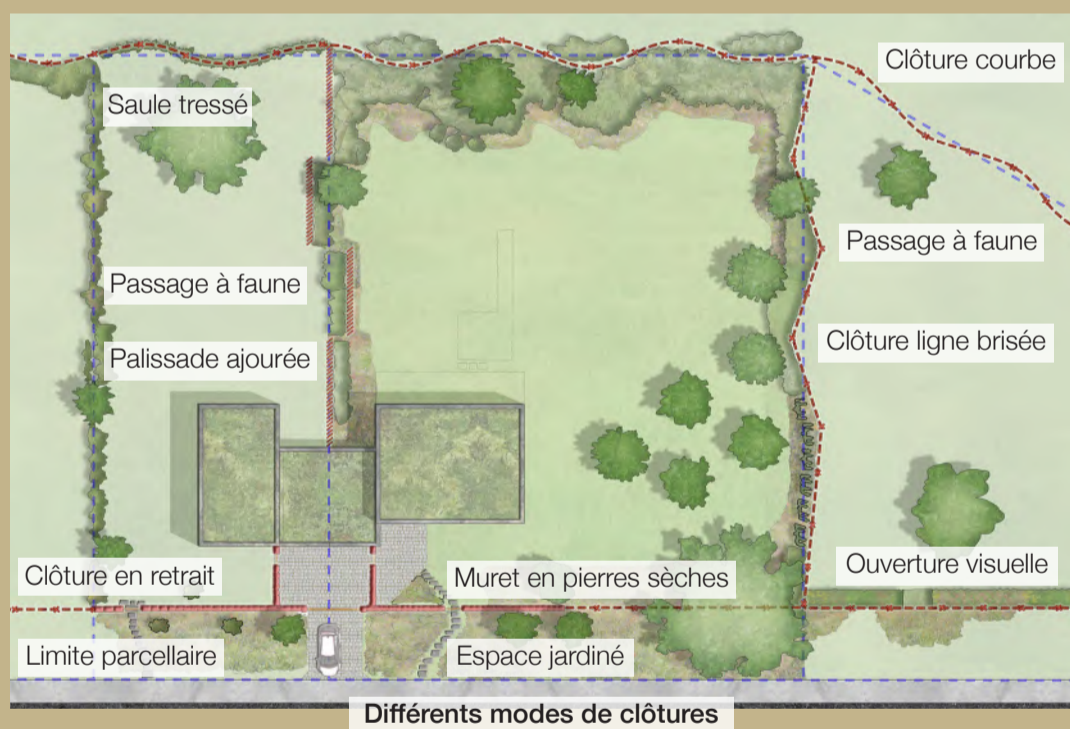 Clôture courbe
Saule tressé
Passage à faune
Passage à faune
Clôture ligne brisée
Palissade ajourée
Ouverture visuelle
Clôture en retrait
Muret en pierres sèches
Limite parcellaire
Espace jardiné
Différents modes de clôtures